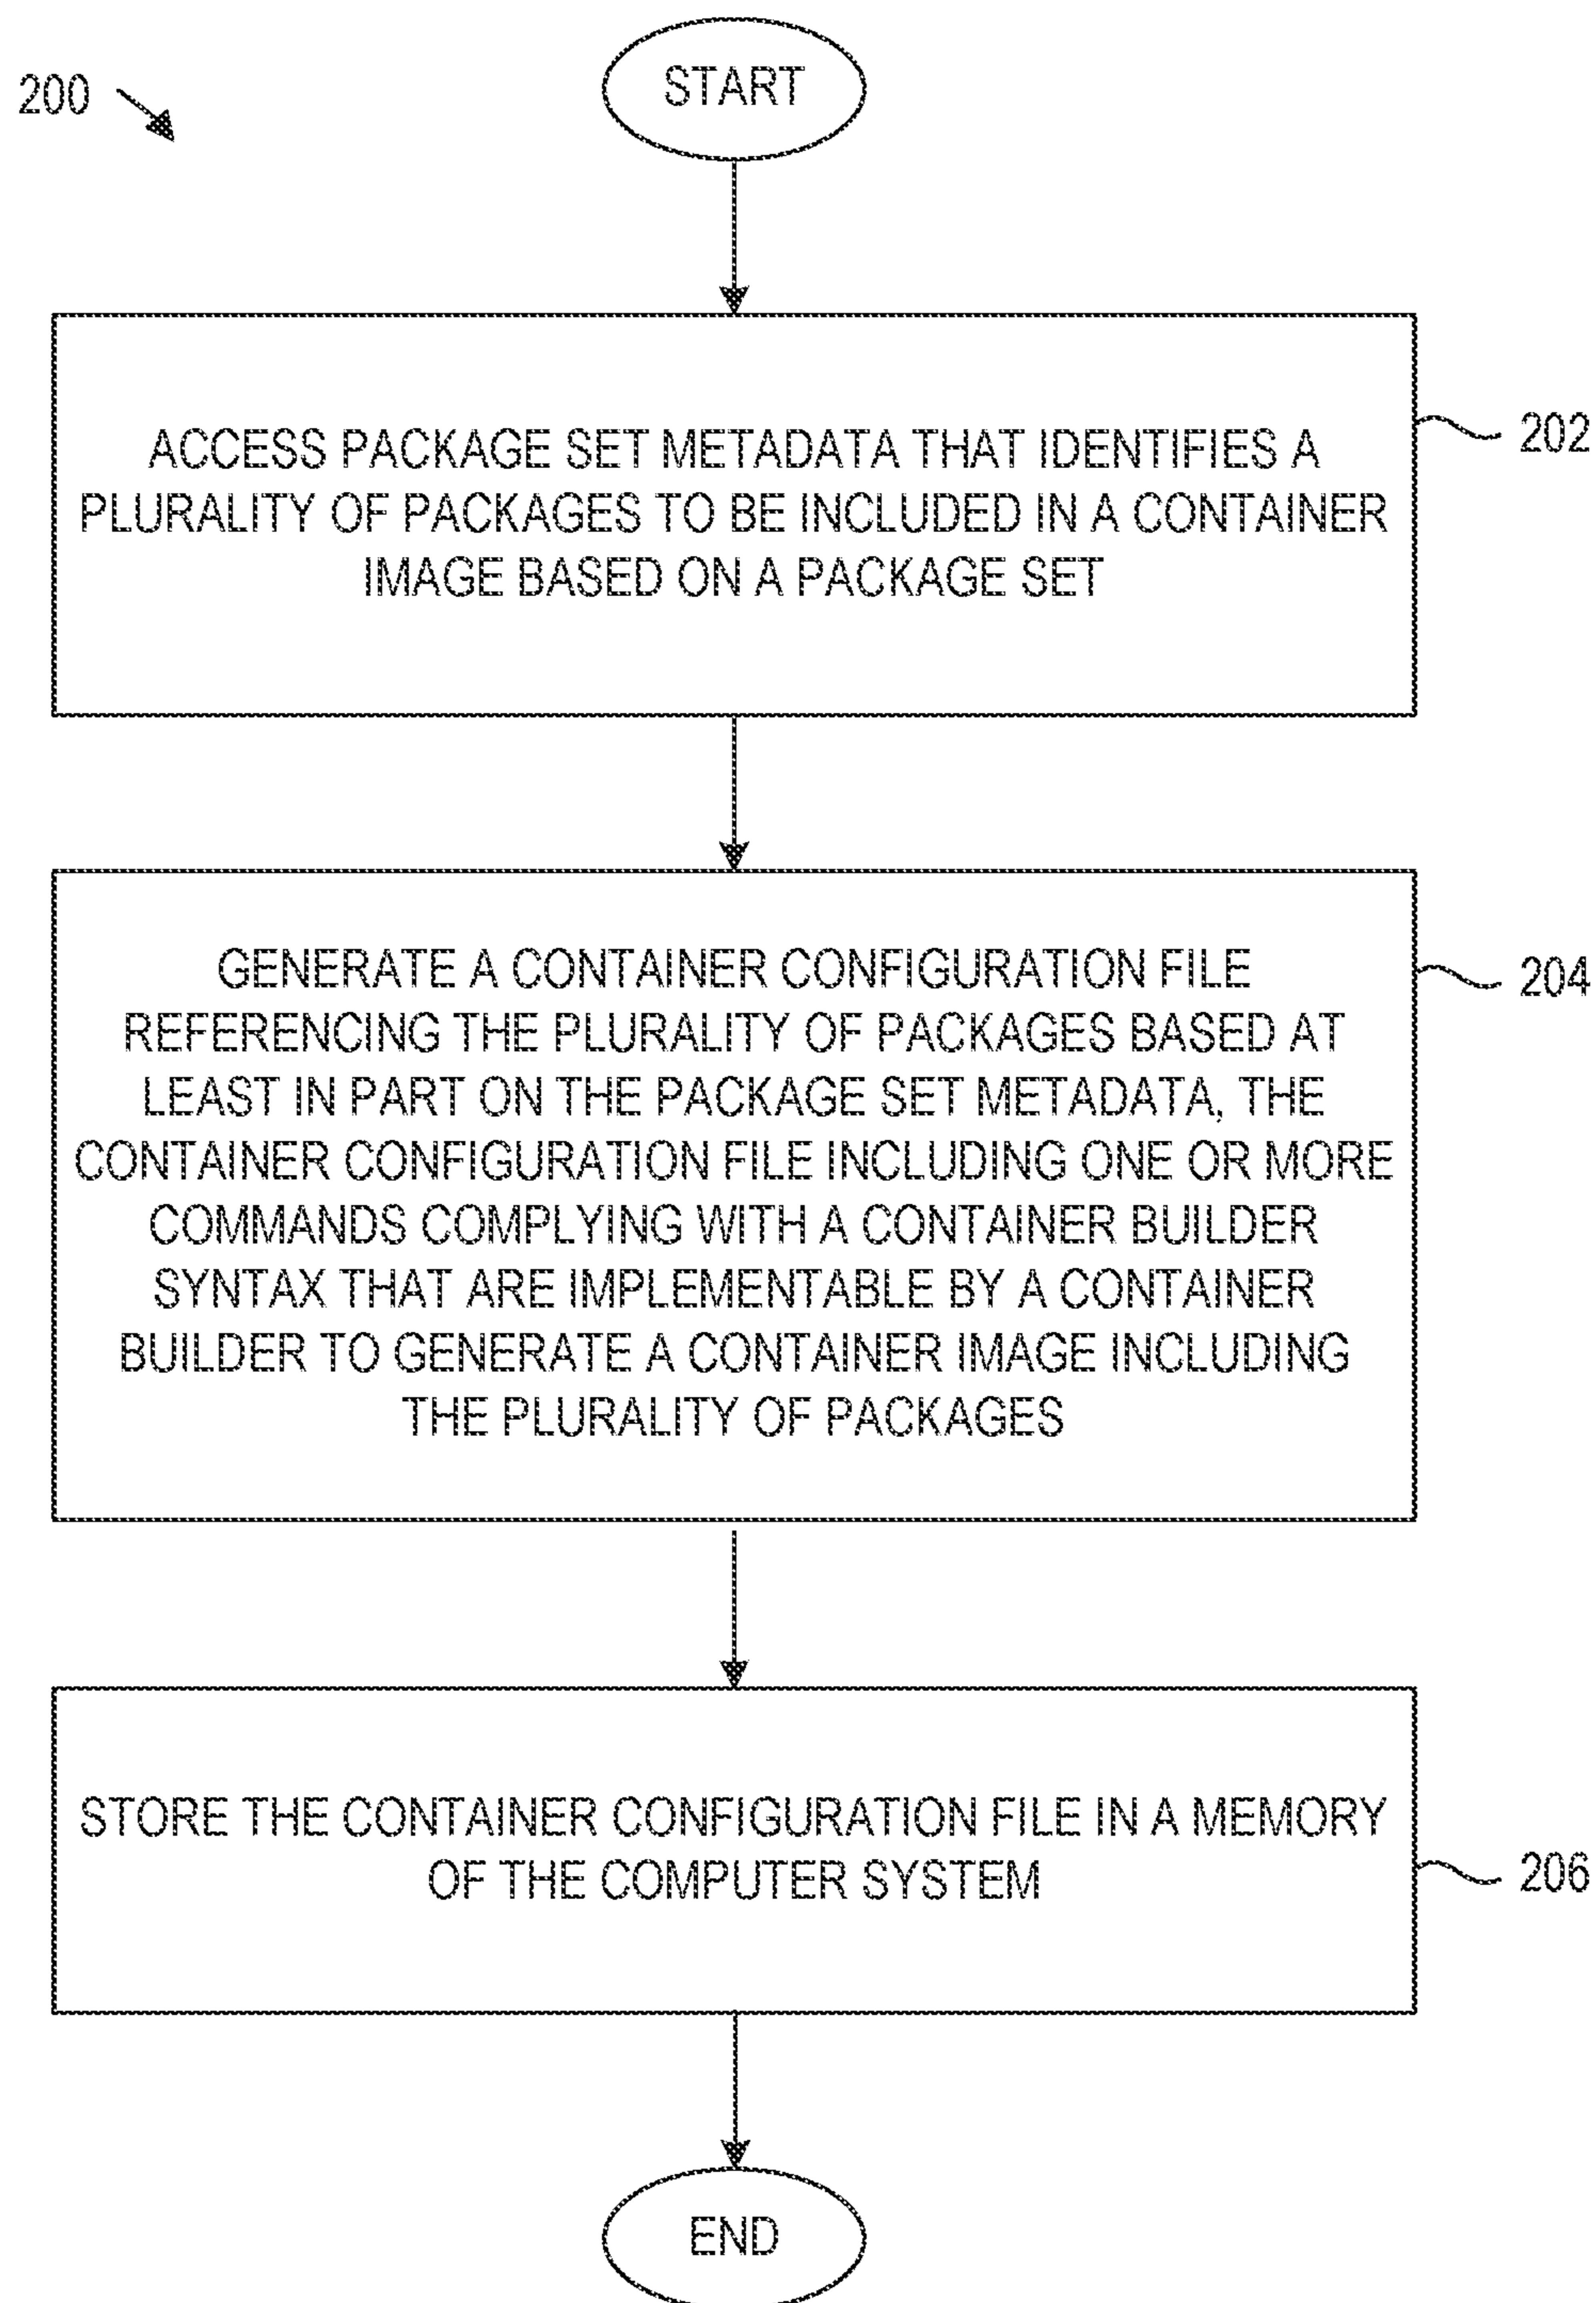 200
START
ACCESS PACKAGE SET METADATA THAT IDENTIFIES A
PLURALITY OF PACKAGES TO BE INCLUDED IN A CONTAINER
IMAGE BASED ON A PACKAGE SET
202
GENERATE A CONTAINER CONFIGURATION FILE
REFERENCING THE PLURALITY OF PACKAGES BASED AT
LEAST IN PART ON THE PACKAGE SET METADATA, THE
CONTAINER CONFIGURATION FILE INCLUDING ONE OR MORE
COMMANDS COMPLYING WITH A CONTAINER BUILDER
SYNTAX THAT ARE IMPLEMENTABLE BY A CONTAINER
BUILDER TO GENERATE A CONTAINER IMAGE INCLUDING
THE PLURALITY OF PACKAGES
204
STORE THE CONTAINER CONFIGURATION FILE IN A MEMORY
OF THE COMPUTER SYSTEM
206
END